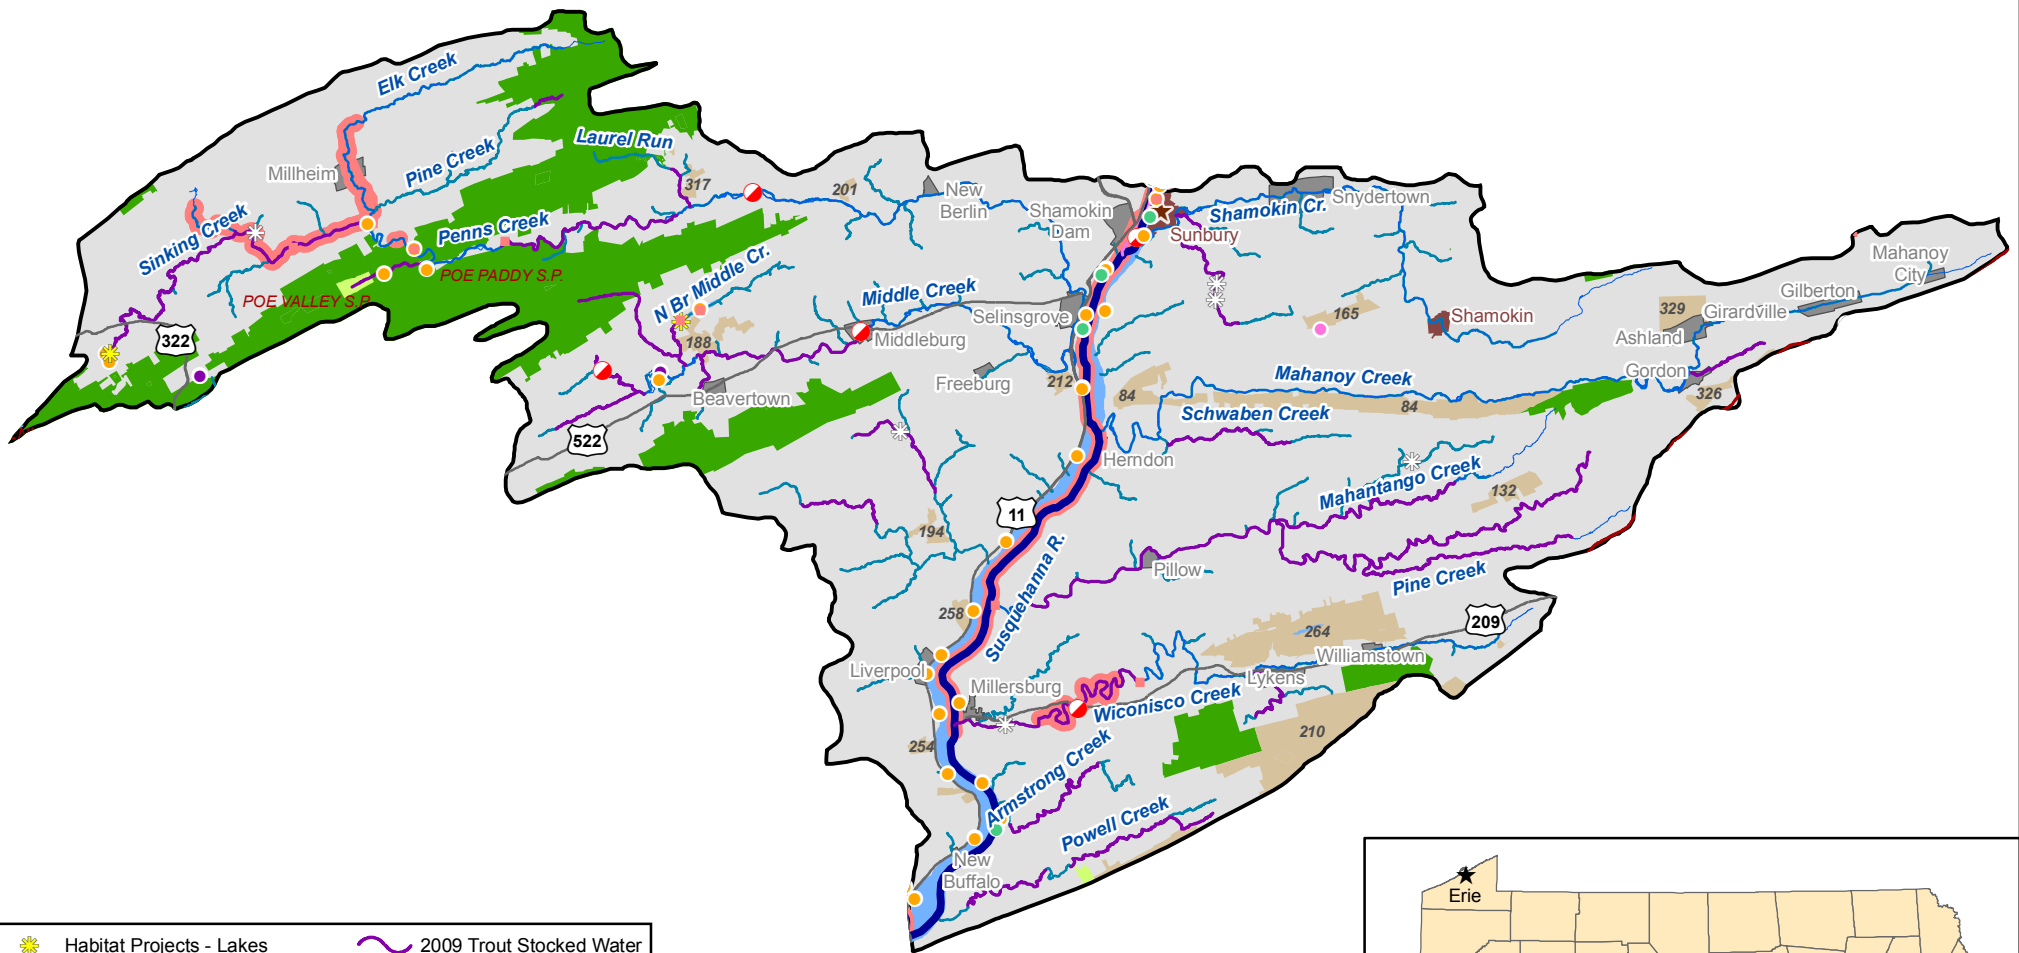 Elk Creek
Laurel Run
Pine Creek
Millheim
317
201
New
Berlin
Snydertown
Shamokin
Dam
Shamokin Cr.
Sunbury
Sinking Creek
Penns Creek
POE PADDY S.P.
POE VALLEY S.P.
Mahanoy
City
N Br Middle Cr.
Middle Creek
Gilberton
Girardville
329
165
Shamokin
Selinsgrove
322
188
Middleburg
Ashland
Gordon
Freeburg
212
Mahanoy Creek
Beavertown
84
84
326
Schwaben Creek
522
Herndon
Mahantango Creek
132
11
194
Susquehanna R.
Pillow
Pine Creek
258
209
264
Williamstown
Liverpool
Lykens
Millersburg
Wiconisco Creek
210
254
Armstrong Creek
Powell Creek
New
Buffalo
Erie
Habitat Projects - Lakes
2009 Trout Stocked Water